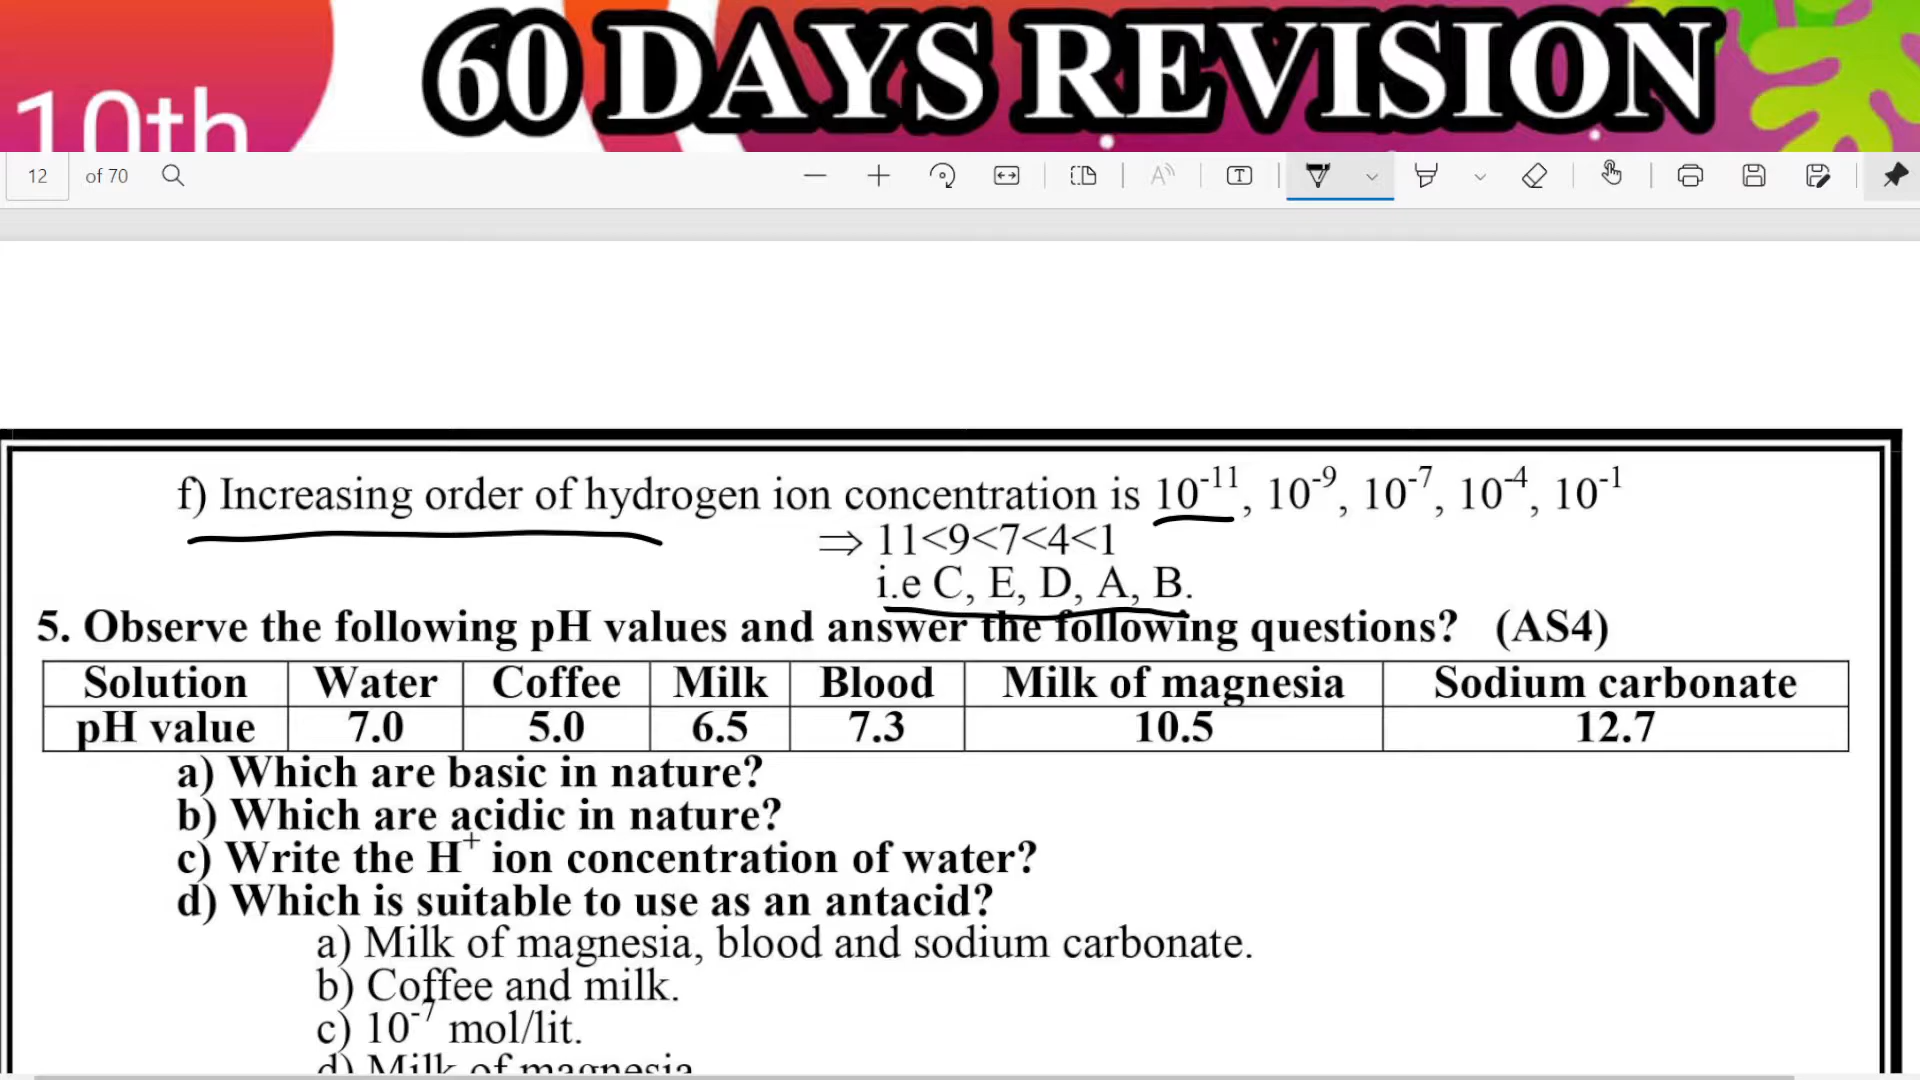 60 DAYS REVISION
10th
12 of 70
f) Increasing order of hydrogen ion concentration is 10⁻¹¹, 10⁻⁹, 10⁻⁷, 10⁻⁴, 10⁻¹
⇒ 11<9<7<4<1
i.e C, E, D, A, B.
5. Observe the following pH values and answer the following questions? (AS4)
Solution Water Coffee Milk Blood Milk of magnesia Sodium carbonate
pH value 7.0 5.0 6.5 7.3 10.5 12.7
a) Which are basic in nature?
b) Which are acidic in nature?
c) Write the H⁺ ion concentration of water?
d) Which is suitable to use as an antacid?
a) Milk of magnesia, blood and sodium carbonate.
b) Coffee and milk.
c) 10⁻⁷ mol/lit.
d) Milk of magnesia